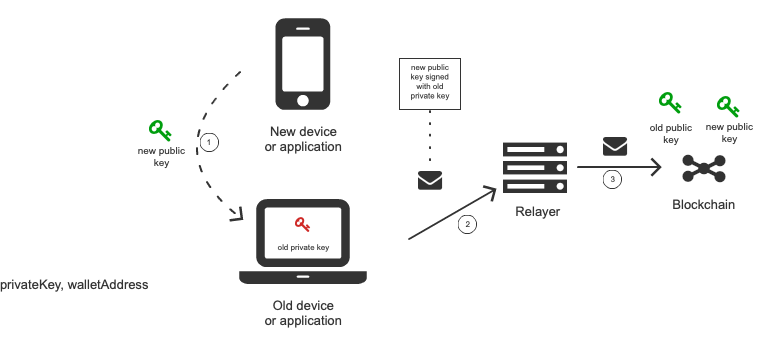 new public
key
1
New device
or application
new public
key signed
with old
private key
old private key
Old device
or application
privateKey, walletAddress
2
Relayer
3
old public
key
new public
key
Blockchain